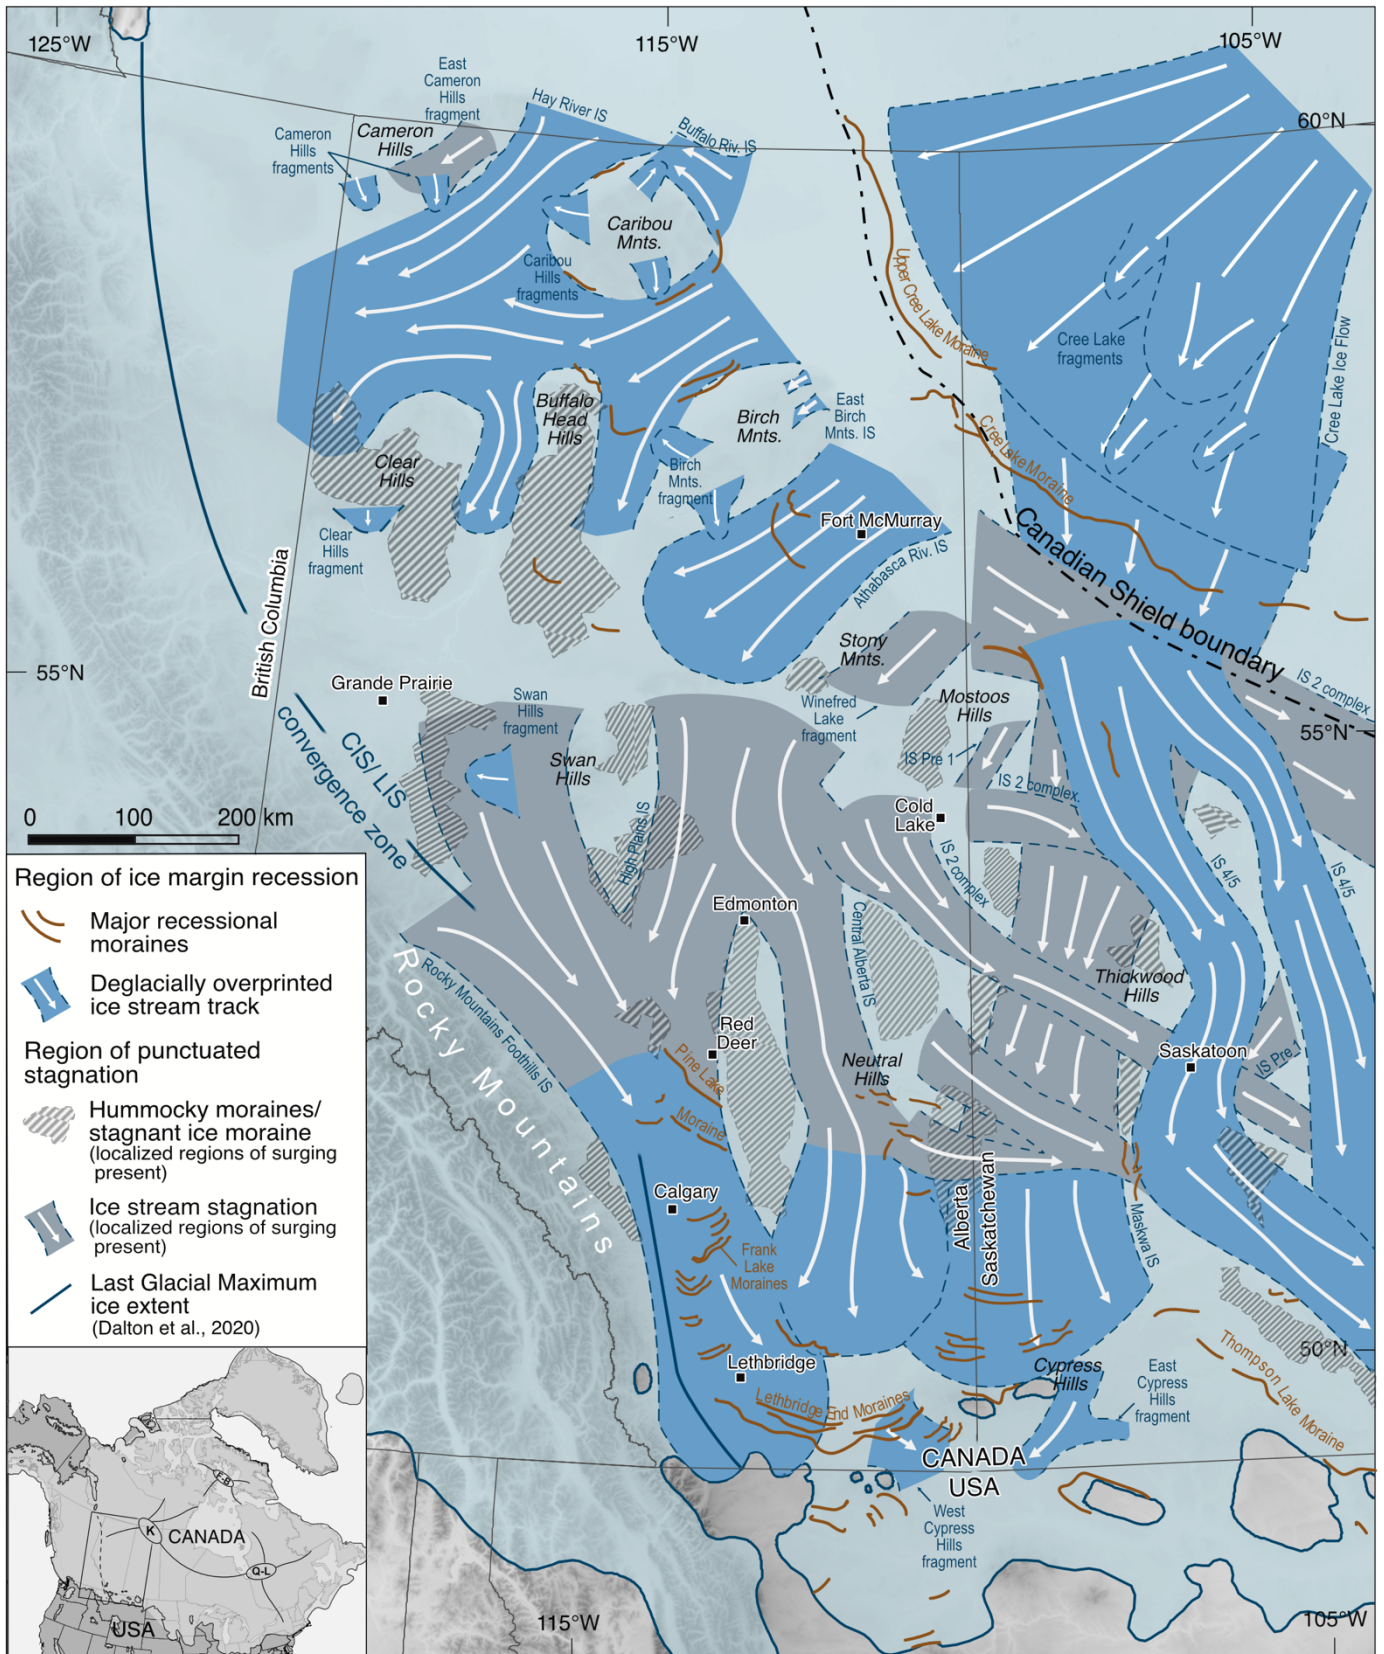 125°W
115°W
105°W
60°N
East
Cameron
Hills
fragment
Cameron
Hills
fragments
Cameron
Hills
Hay River IS
Buffalo Riv. IS
Caribou
Mnts.
Caribou
Hills
fragments
Upper Cree Lake Moraine
Cree Lake
fragments
Cree Lake Ice Flow
Buffalo
Head
Hills
Birch
Mnts.
East
Birch
Mnts. IS
Clear
Hills
Birch
Mnts.
fragment
Cree Lake Moraine
Clear
Hills
fragment
Fort McMurray
Athabasca Riv. IS
Canadian Shield boundary
British Columbia
55°N
Grande Prairie
Stony
Mnts.
Winefred
Lake
fragment
Mostoos
Hills
IS 2 complex
55°N
Swan
Hills
fragment
Swan
Hills
CIS/ LIS
convergence zone
IS Pre 1
IS 2 complex.
Cold
Lake
High Plains IS
IS 2 complex
IS 4/5
IS 4/5
0
100
200 km
Edmonton
Central Alberta IS
Thickwood
Hills
Rocky Mountains Foothills IS
Rocky Mountains
Red
Deer
Pine Lake
Moraine
Neutral
Hills
Saskatoon
IS Pre 1
Calgary
Frank
Lake
Moraines
Alberta
Saskatchewan
Maskwa IS
50°N
Lethbridge
Lethbridge End Moraines
Cypress
Hills
East
Cypress
Hills
fragment
Thompson Lake Moraine
CANADA
USA
West
Cypress
Hills
fragment
115°W
105°W
Region of ice margin recession
Major recessional
moraines
Deglacially overprinted
ice stream track
Region of punctuated
stagnation
Hummocky moraines/
stagnant ice moraine
(localized regions of surging
present)
Ice stream stagnation
(localized regions of surging
present)
Last Glacial Maximum
ice extent
(Dalton et al., 2020)
F-B
K
CANADA
Q-L
USA